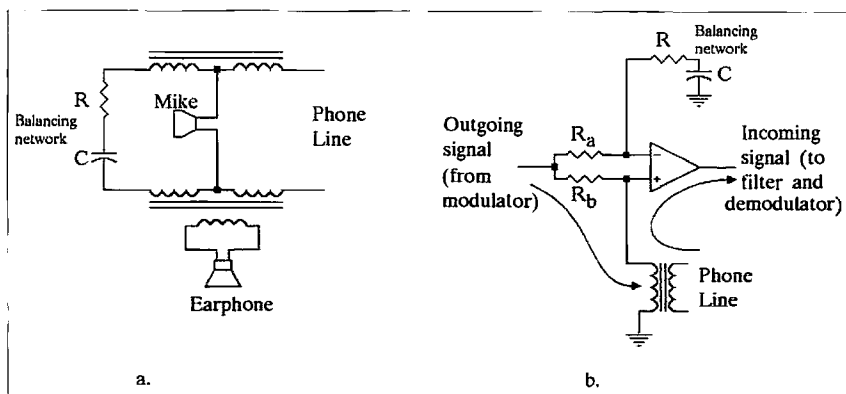 R
Balancing
network
C
Mike
Phone
Line
Earphone
a.
Balancing
network
R
C
Outgoing
signal
(from
modulator)
Ra
Rb
−
+
Incoming
signal (to
filter and
demodulator)
Phone
Line
b.